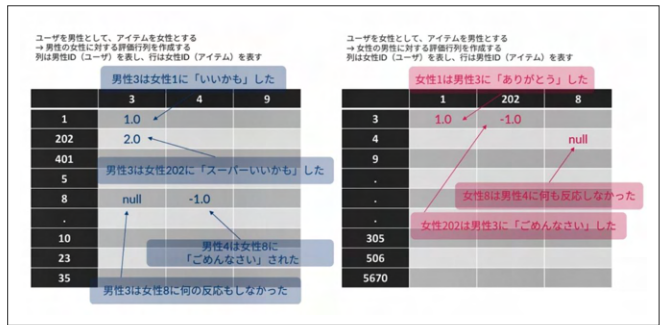 ユーザを男性として、アイテムを女性とする
→ 男性の女性に対する評価行列を作成する
列は男性ID（ユーザ）を表し、行は女性ID（アイテム）を表す
男性3は女性1に「いいかも」した
3 4 9
1 1.0
202 2.0
401
男性3は女性202に「スーパーいいかも」した
5
8 null -1.0
.
10
男性4は女性8に
「ごめんなさい」された
23
35
男性3は女性8に何の反応もしなかった
ユーザを女性として、アイテムを男性とする
→ 女性の男性に対する評価行列を作成する
列は女性ID（ユーザ）を表し、行は男性ID（アイテム）を表す
女性1は男性3に「ありがとう」した
1 202 8
3 1.0 -1.0
4 null
9
.
.
女性8は男性4に何も反応しなかった
.
女性202は男性3に「ごめんなさい」した
305
506
5670